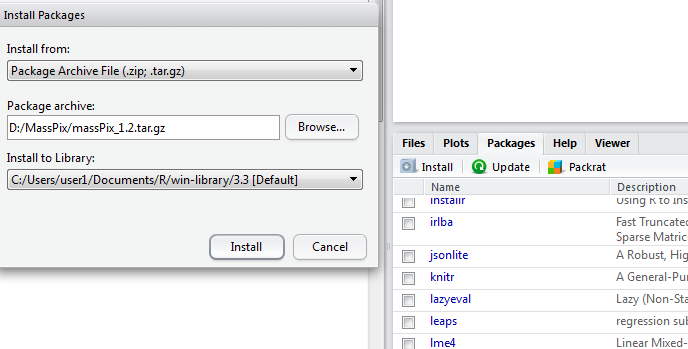 Install Packages
Install from:
Package Archive File (.zip; .tar.gz)
Package archive:
D:/MassPix/massPix_1.2.tar.gz
Browse...
Install to Library:
C:/Users/user1/Documents/R/win-library/3.3 [Default]
Install
Cancel
Files Plots Packages Help Viewer
Install Update Packrat
Name Description
installr Using R to Ins
irlba Fast Truncated
Sparse Matric
jsonlite A Robust, Hig
knitr A General-Pur
lazyeval Lazy (Non-Sta
leaps regression sub
lme4 Linear Mixed-